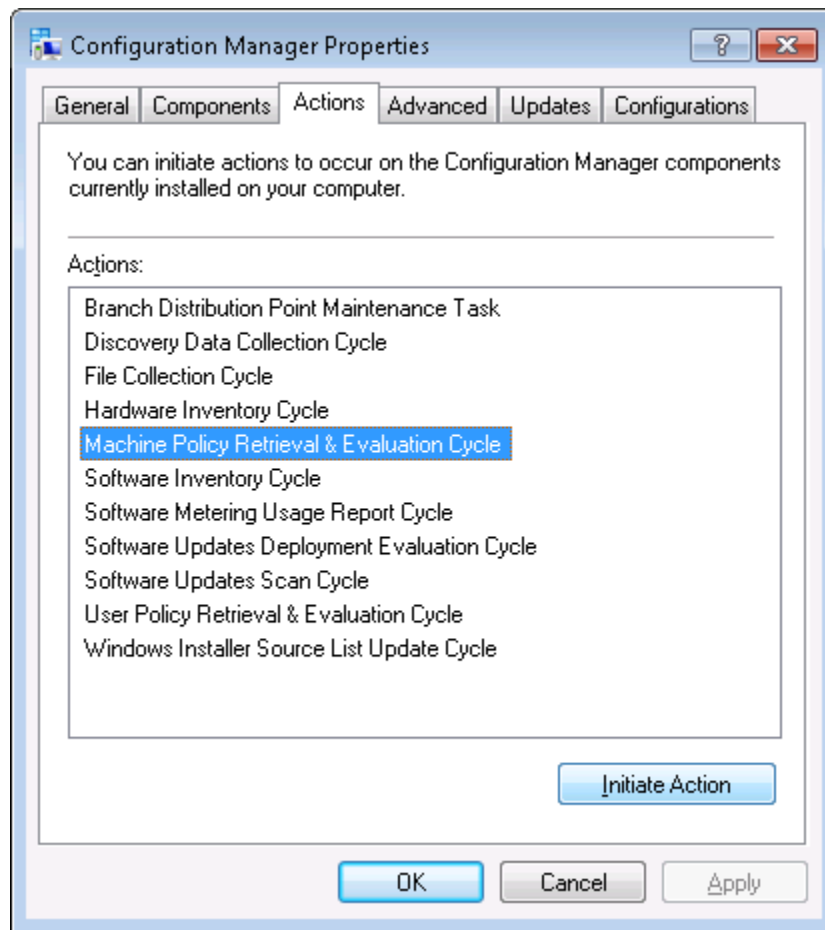 Configuration Manager Properties
?
General Components Actions Advanced Updates Configurations
You can initiate actions to occur on the Configuration Manager components
currently installed on your computer.
Actions:
Branch Distribution Point Maintenance Task
Discovery Data Collection Cycle
File Collection Cycle
Hardware Inventory Cycle
Machine Policy Retrieval & Evaluation Cycle
Software Inventory Cycle
Software Metering Usage Report Cycle
Software Updates Deployment Evaluation Cycle
Software Updates Scan Cycle
User Policy Retrieval & Evaluation Cycle
Windows Installer Source List Update Cycle
Initiate Action
OK Cancel Apply